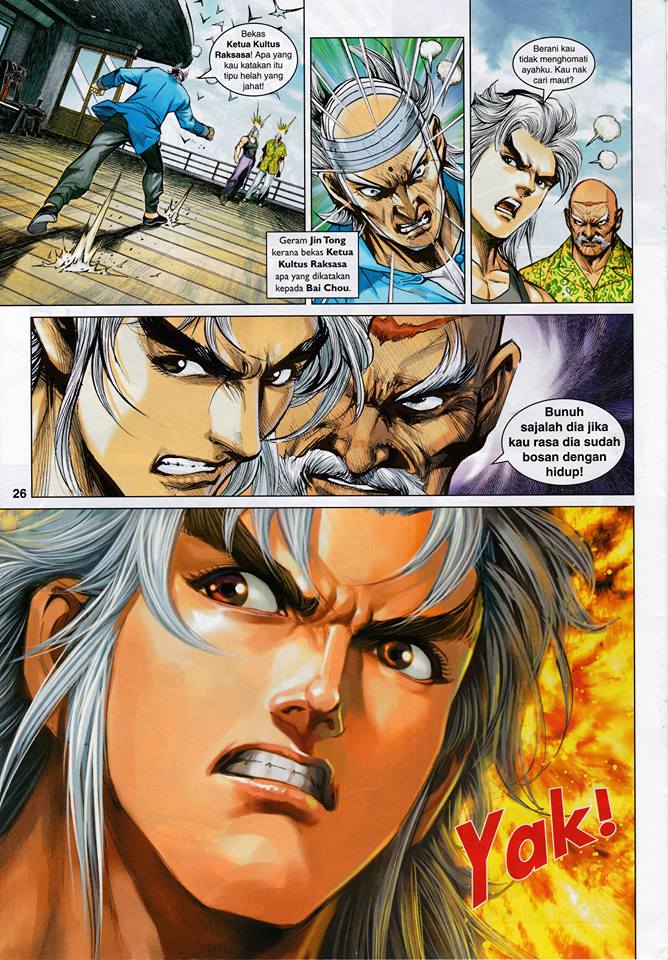 Bekas
Ketua Kultus
Raksasa! Apa yang
kau katakan itu
tipu helah yang
jahat!
Geram Jin Tong
kerana bekas Ketua
Kultus Raksasa
apa yang dikatakan
kepada Bai Chou.
Berani kau
tidak menghomati
ayahku. Kau nak
cari maut?
Bunuh
sajalah dia jika
kau rasa dia sudah
bosan dengan
hidup!
26
Yak!